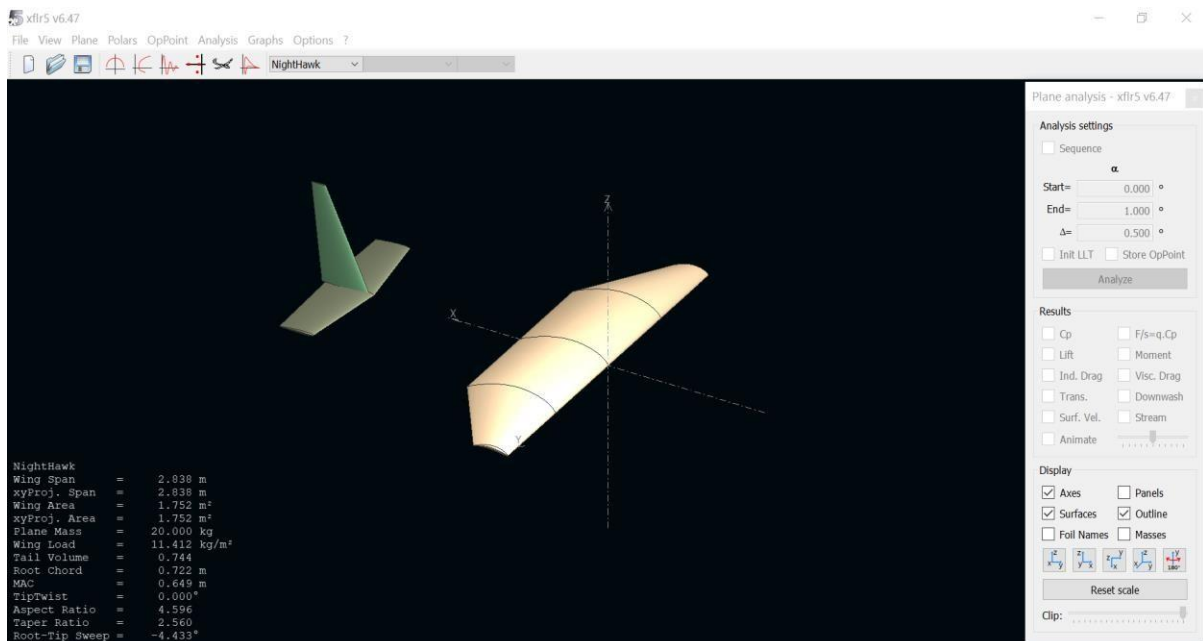 xflr5 v6.47
File View Plane Polars OpPoint Analysis Graphs Options ?
NightHawk
Plane analysis - xflr5 v6.47
Analysis settings
Sequence
α
Start= 0.000 °
End= 1.000 °
Δ= 0.500 °
Init LLT Store OpPoint
Analyze
Results
Cp F/s=q.Cp
Lift Moment
Ind. Drag Visc. Drag
Trans. Downwash
Surf. Vel. Stream
Animate
Display
Axes Panels
Surfaces Outline
Foil Names Masses
Reset scale
Clip:
Z
X
Y
NightHawk
Wing Span = 2.838 m
xyProj. Span = 2.838 m
Wing Area = 1.752 m²
xyProj. Area = 1.752 m²
Plane Mass = 20.000 kg
Wing Load = 11.412 kg/m²
Tail Volume = 0.744
Root Chord = 0.722 m
MAC = 0.649 m
TipTwist = 0.000°
Aspect Ratio = 4.596
Taper Ratio = 2.560
Root-Tip Sweep = -4.433°